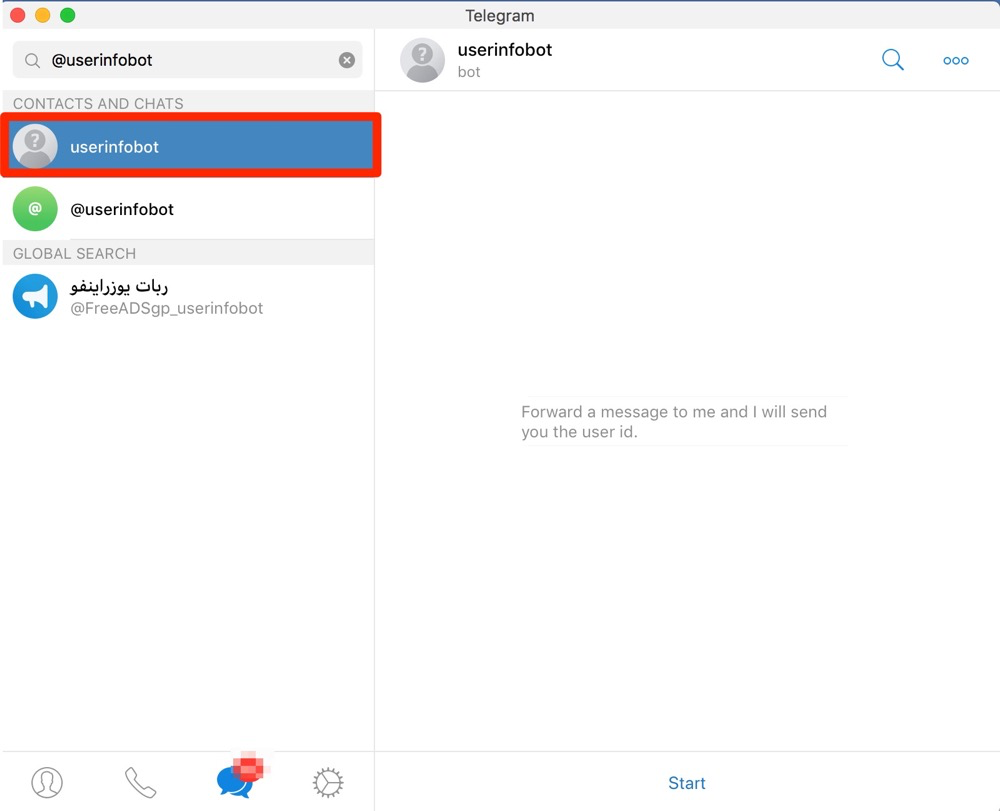 Telegram
@userinfobot
CONTACTS AND CHATS
userinfobot
@
@userinfobot
GLOBAL SEARCH
ربات یوزراینفو
@FreeADSgp_userinfobot
userinfobot
bot
Forward a message to me and I will send
you the user id.
Start